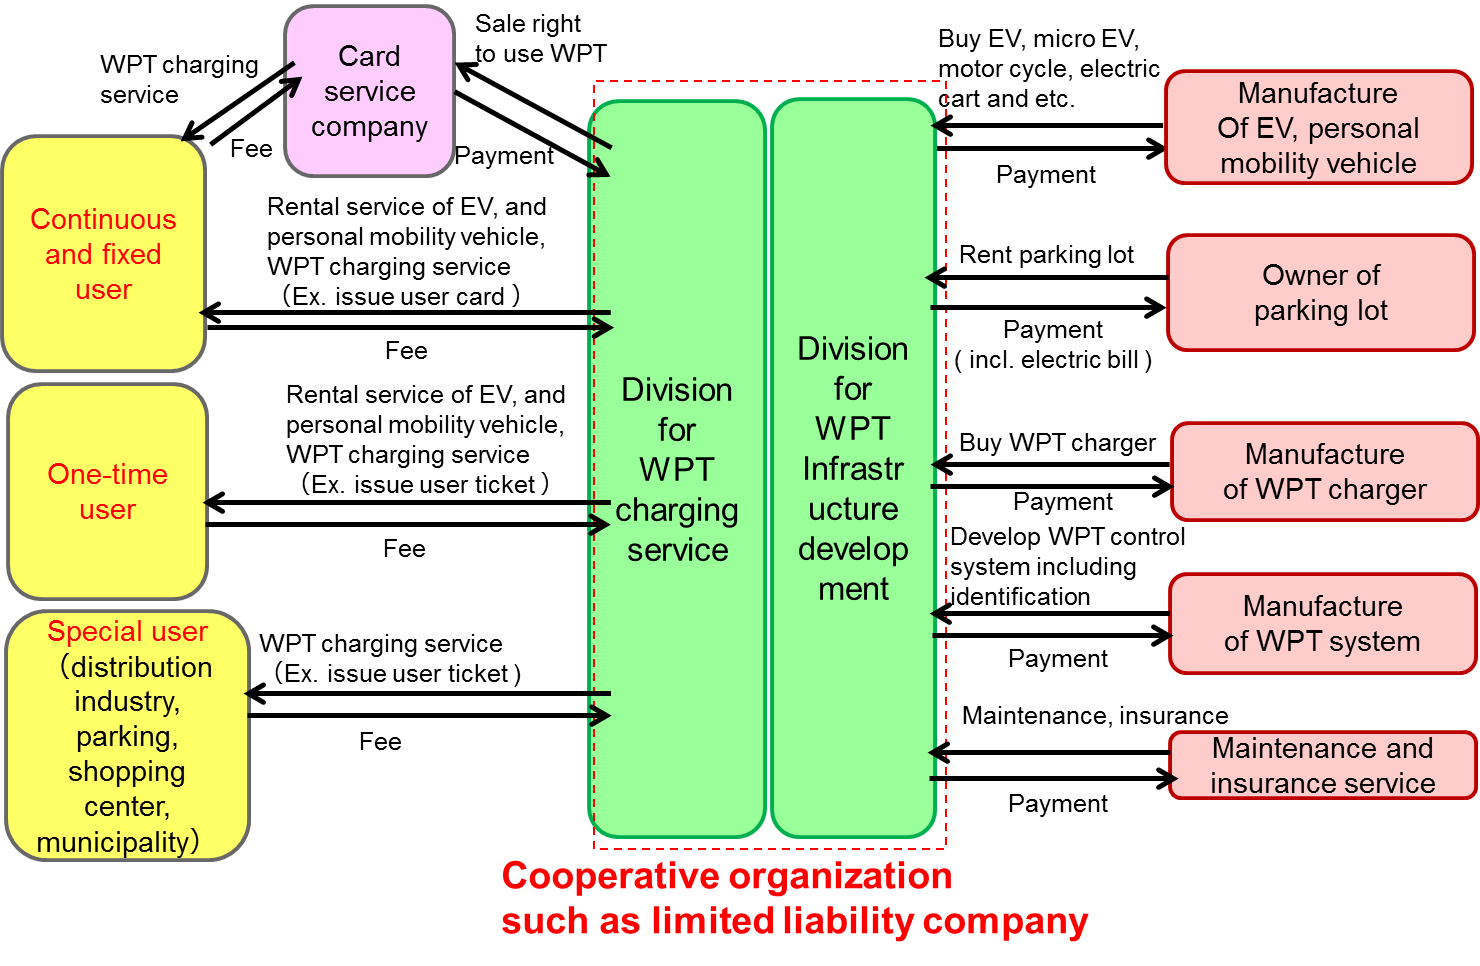 WPT charging
service
Fee
Card
service
company
Sale right
to use WPT
Payment
Continuous
and fixed
user
Rental service of EV, and
personal mobility vehicle,
WPT charging service
（Ex. issue user card ）
Fee
One-time
user
Rental service of EV, and
personal mobility vehicle,
WPT charging service
（Ex. issue user ticket ）
Fee
Special user
（distribution
industry,
parking,
shopping
center,
municipality）
WPT charging service
（Ex. issue user ticket )
Fee
Division
for
WPT
charging
service
Division
for
WPT
Infrastr
ucture
develop
ment
Buy EV, micro EV,
motor cycle, electric
cart and etc.
Payment
Manufacture
Of EV, personal
mobility vehicle
Rent parking lot
Payment
( incl. electric bill )
Owner of
parking lot
Buy WPT charger
Payment
Manufacture
of WPT charger
Develop WPT control
system including
identification
Payment
Manufacture
of WPT system
Maintenance, insurance
Payment
Maintenance and
insurance service
Cooperative organization
such as limited liability company